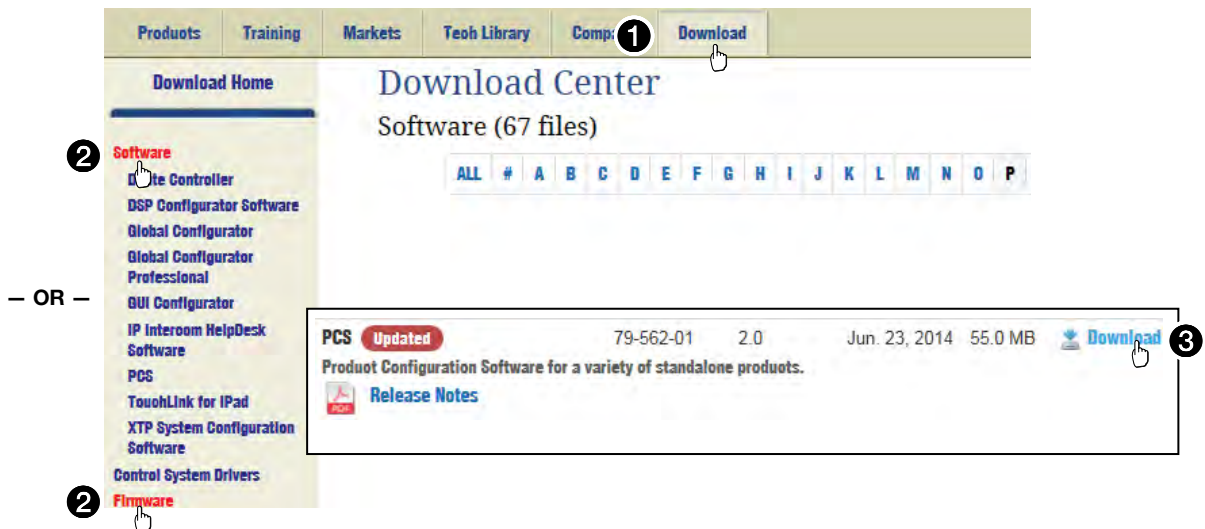 Products Training Markets Tech Library 1 Download
Download Home
Download Center
Software (67 files)
2 Software
ALL # A B C D E F G H I J K L M N O P
Controller
DSP Configurator Software
Global Configurator
Global Configurator
Professional
– OR –
GUI Configurator
IP Intercom HelpDesk
Software
PCS
TouchLink for iPad
XTP System Configuration
Software
Control System Drivers
2 Firmware
PCS Updated 79-562-01 2.0 Jun. 23, 2014 55.0 MB Download 3
Product Configuration Software for a variety of standalone products.
PDF Release Notes